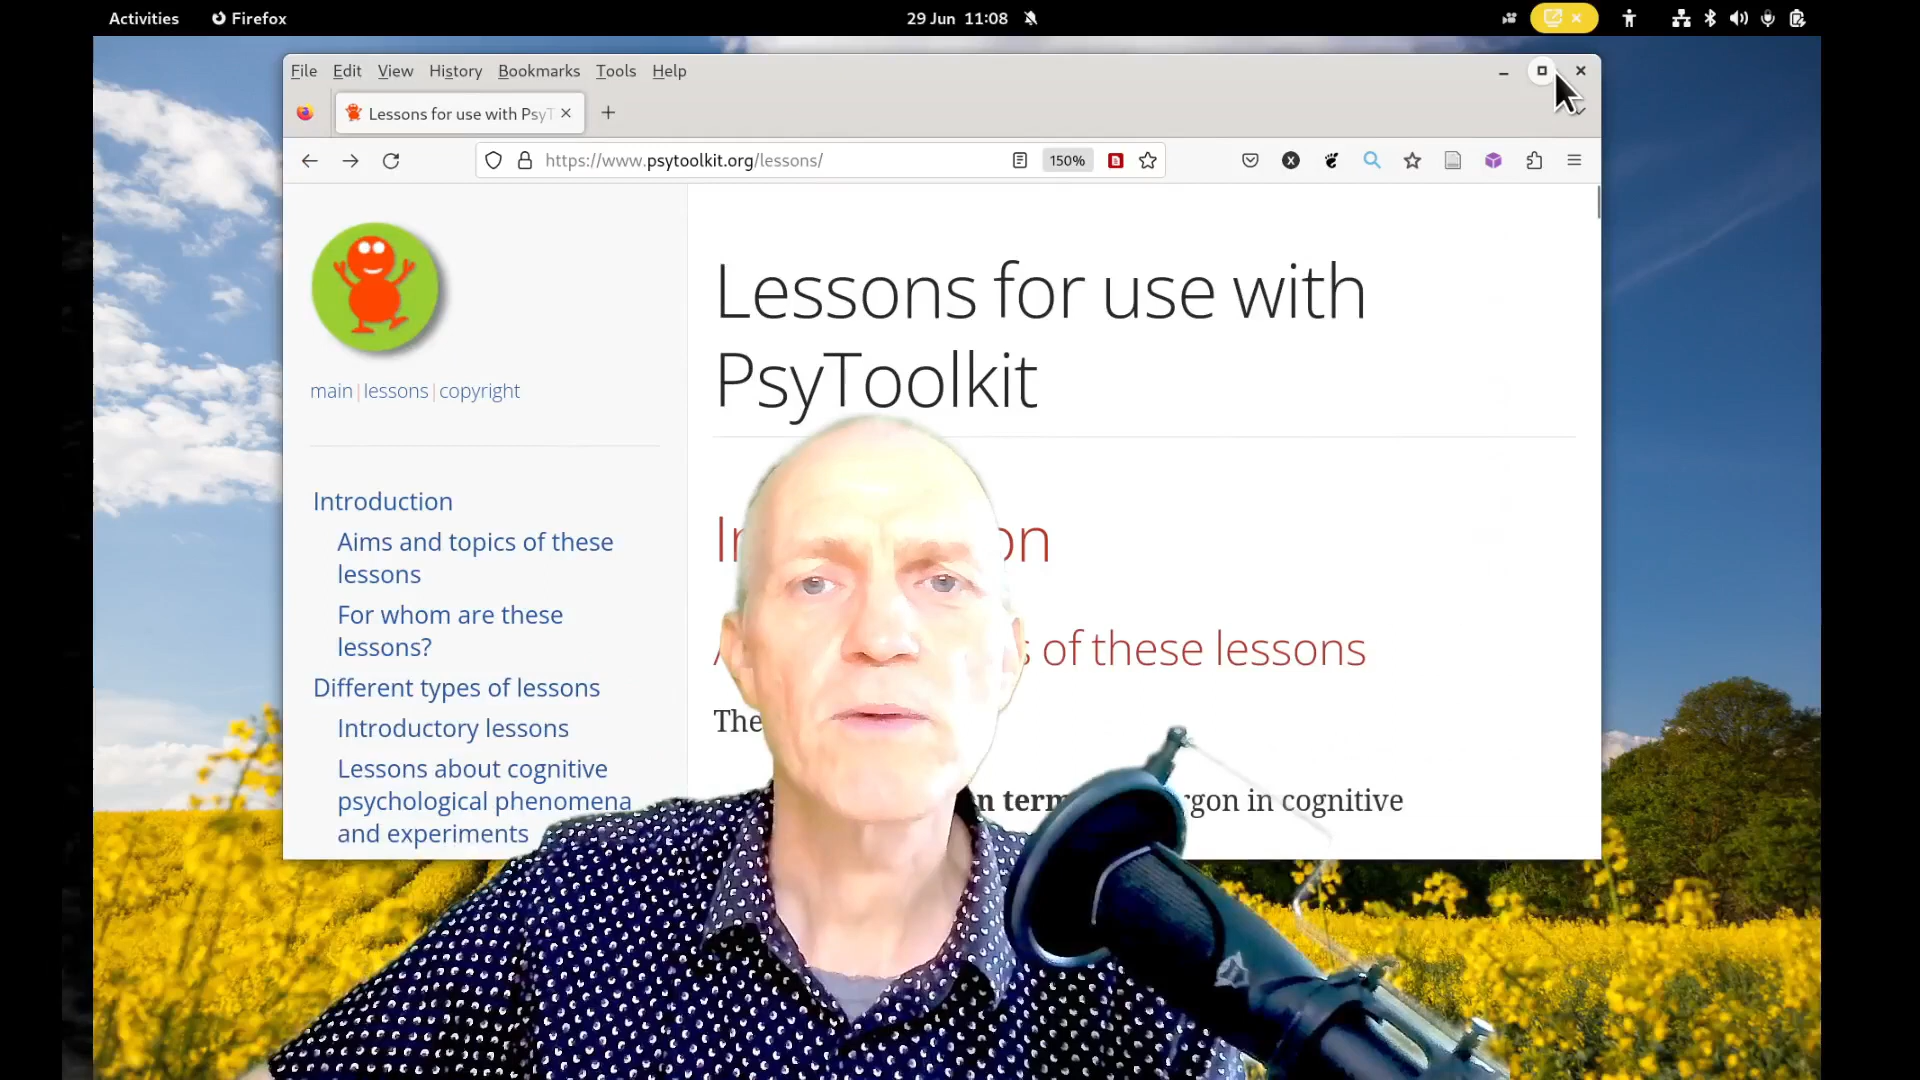 Activities
Firefox
29 Jun 11:08
File Edit View History Bookmarks Tools Help
Lessons for use with Psy
https://www.psytoolkit.org/lessons/
150%
main|lessons|copyright
Introduction
Aims and topics of these
lessons
For whom are these
lessons?
Different types of lessons
Introductory lessons
Lessons about cognitive
psychological phenomena
and experiments
Lessons for use with
PsyToolkit
of these lessons
The
in cognitive